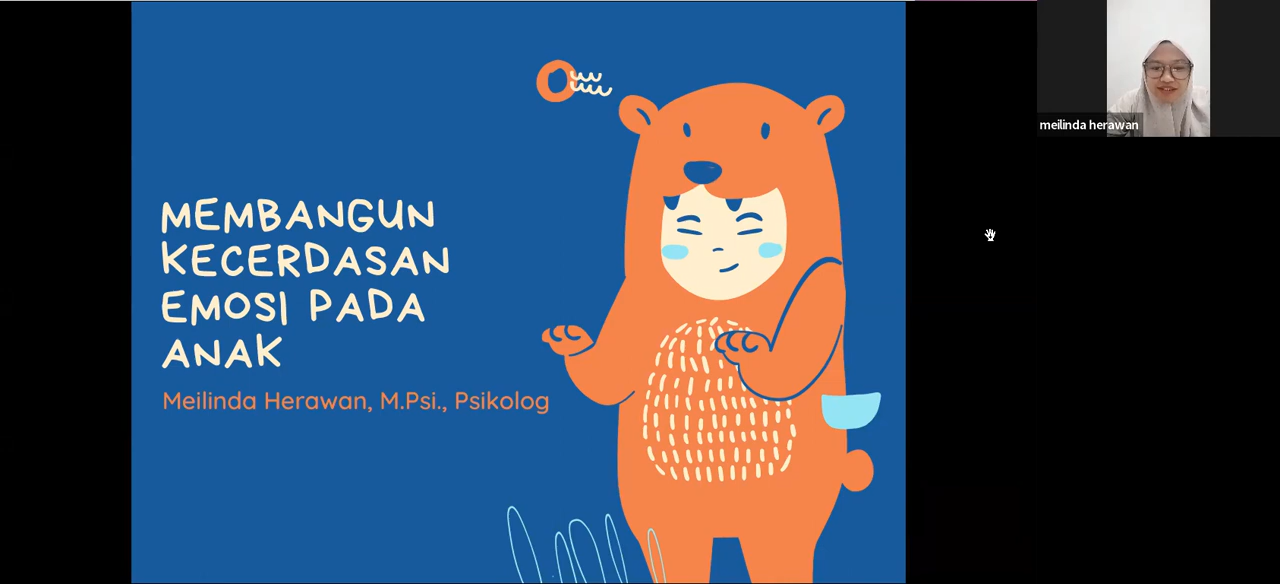 MEMBANGUN
KECERDASAN
EMOSI PADA
ANAK
Meilinda Herawan, M.Psi., Psikolog
meilinda herawan